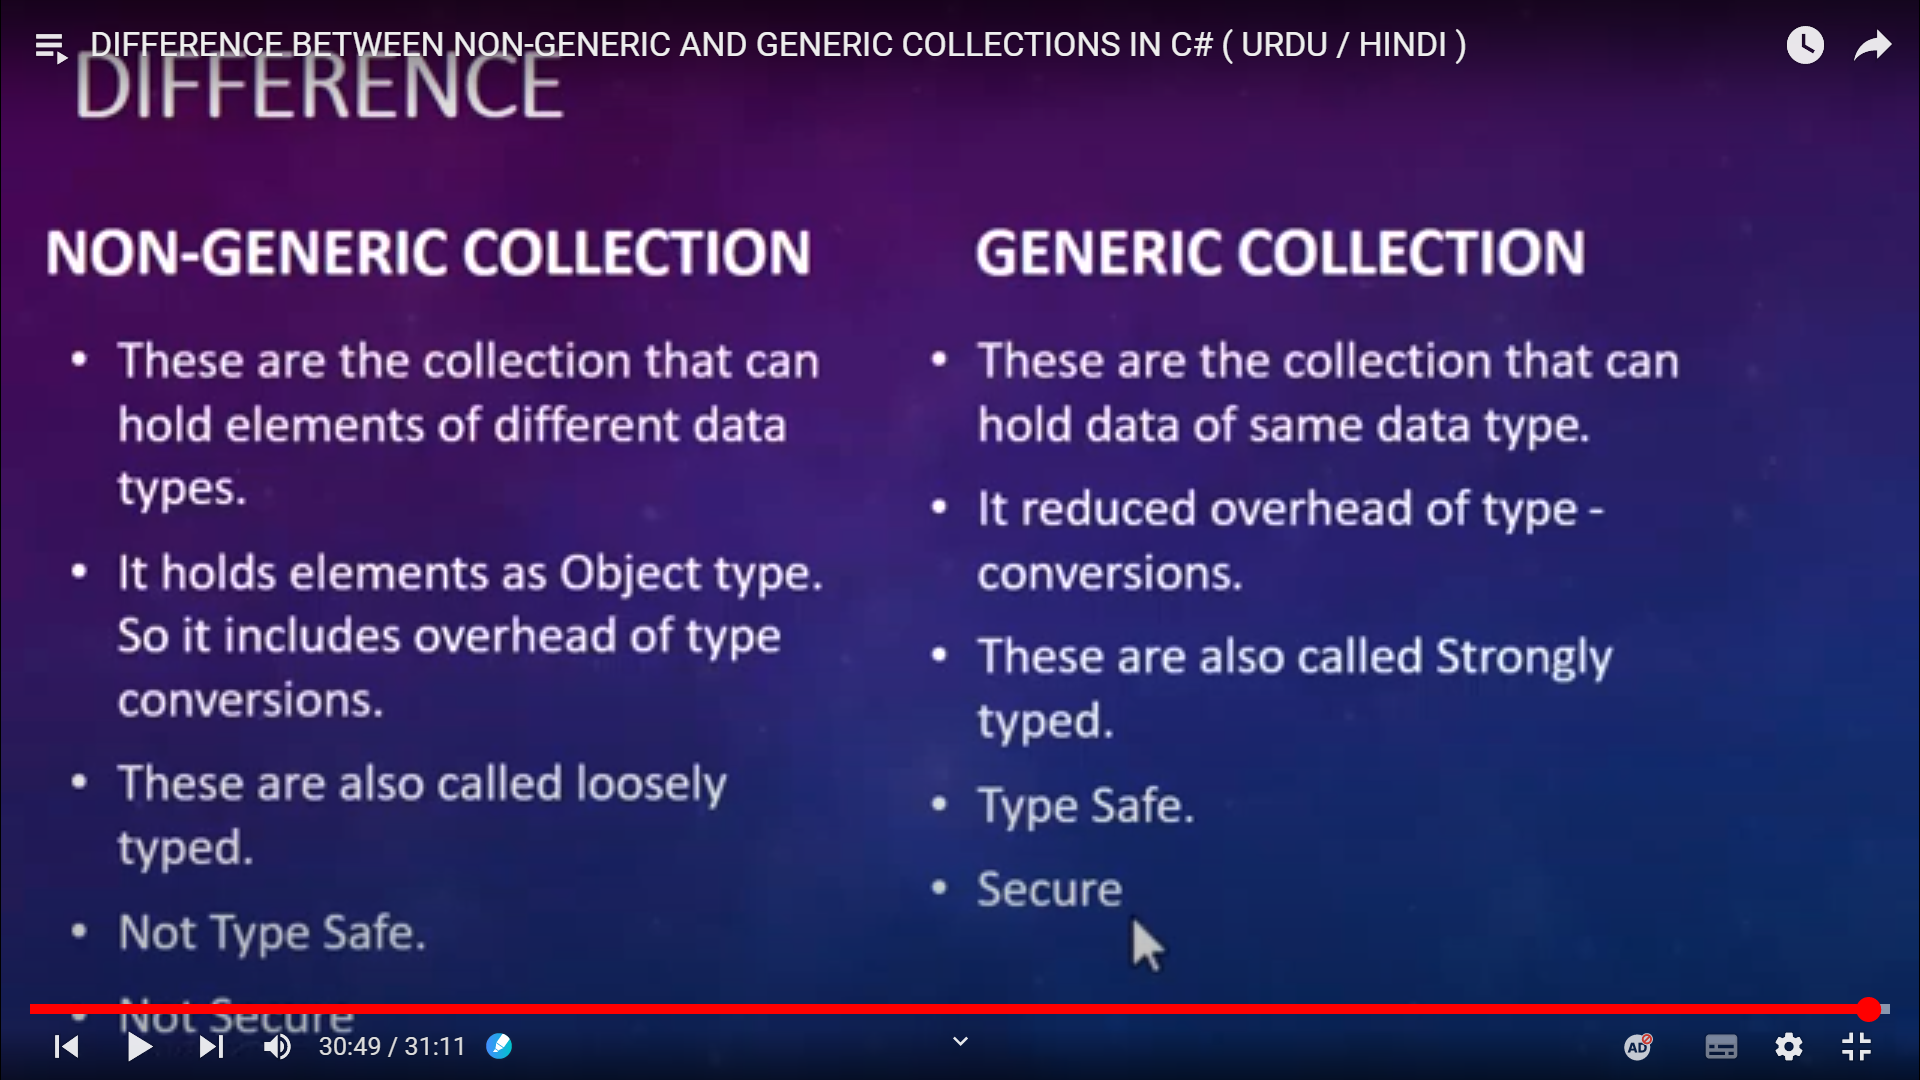 DIFFERENCE BETWEEN NON-GENERIC AND GENERIC COLLECTIONS IN C# ( URDU / HINDI )
DIFFERENCE
NON-GENERIC COLLECTION
• These are the collection that can
hold elements of different data
types.
• It holds elements as Object type.
So it includes overhead of type
conversions.
• These are also called loosely
typed.
• Not Type Safe.
• Not Secure
GENERIC COLLECTION
• These are the collection that can
hold data of same data type.
• It reduced overhead of type -
conversions.
• These are also called Strongly
typed.
• Type Safe.
• Secure
30:49 / 31:11
AD